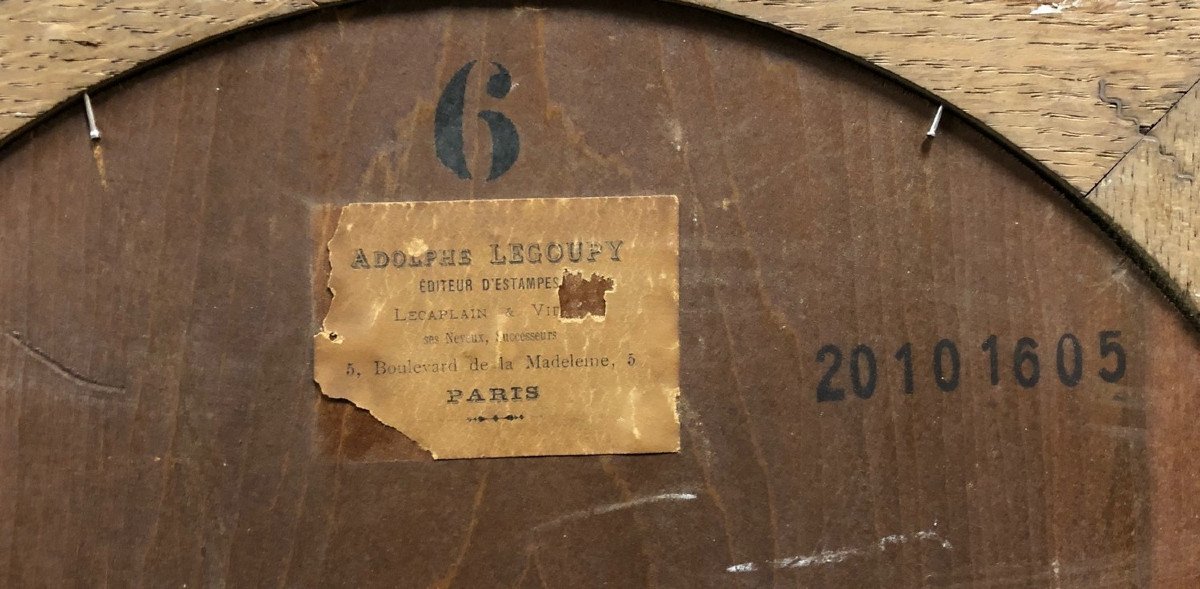 6
ADOLPHE LEGOUPY
ÉDITEUR D'ESTAMPES
LECAPLAIN &
ses Neveux, Successeurs
5, Boulevard de la Madeleine, 5
PARIS
20101605